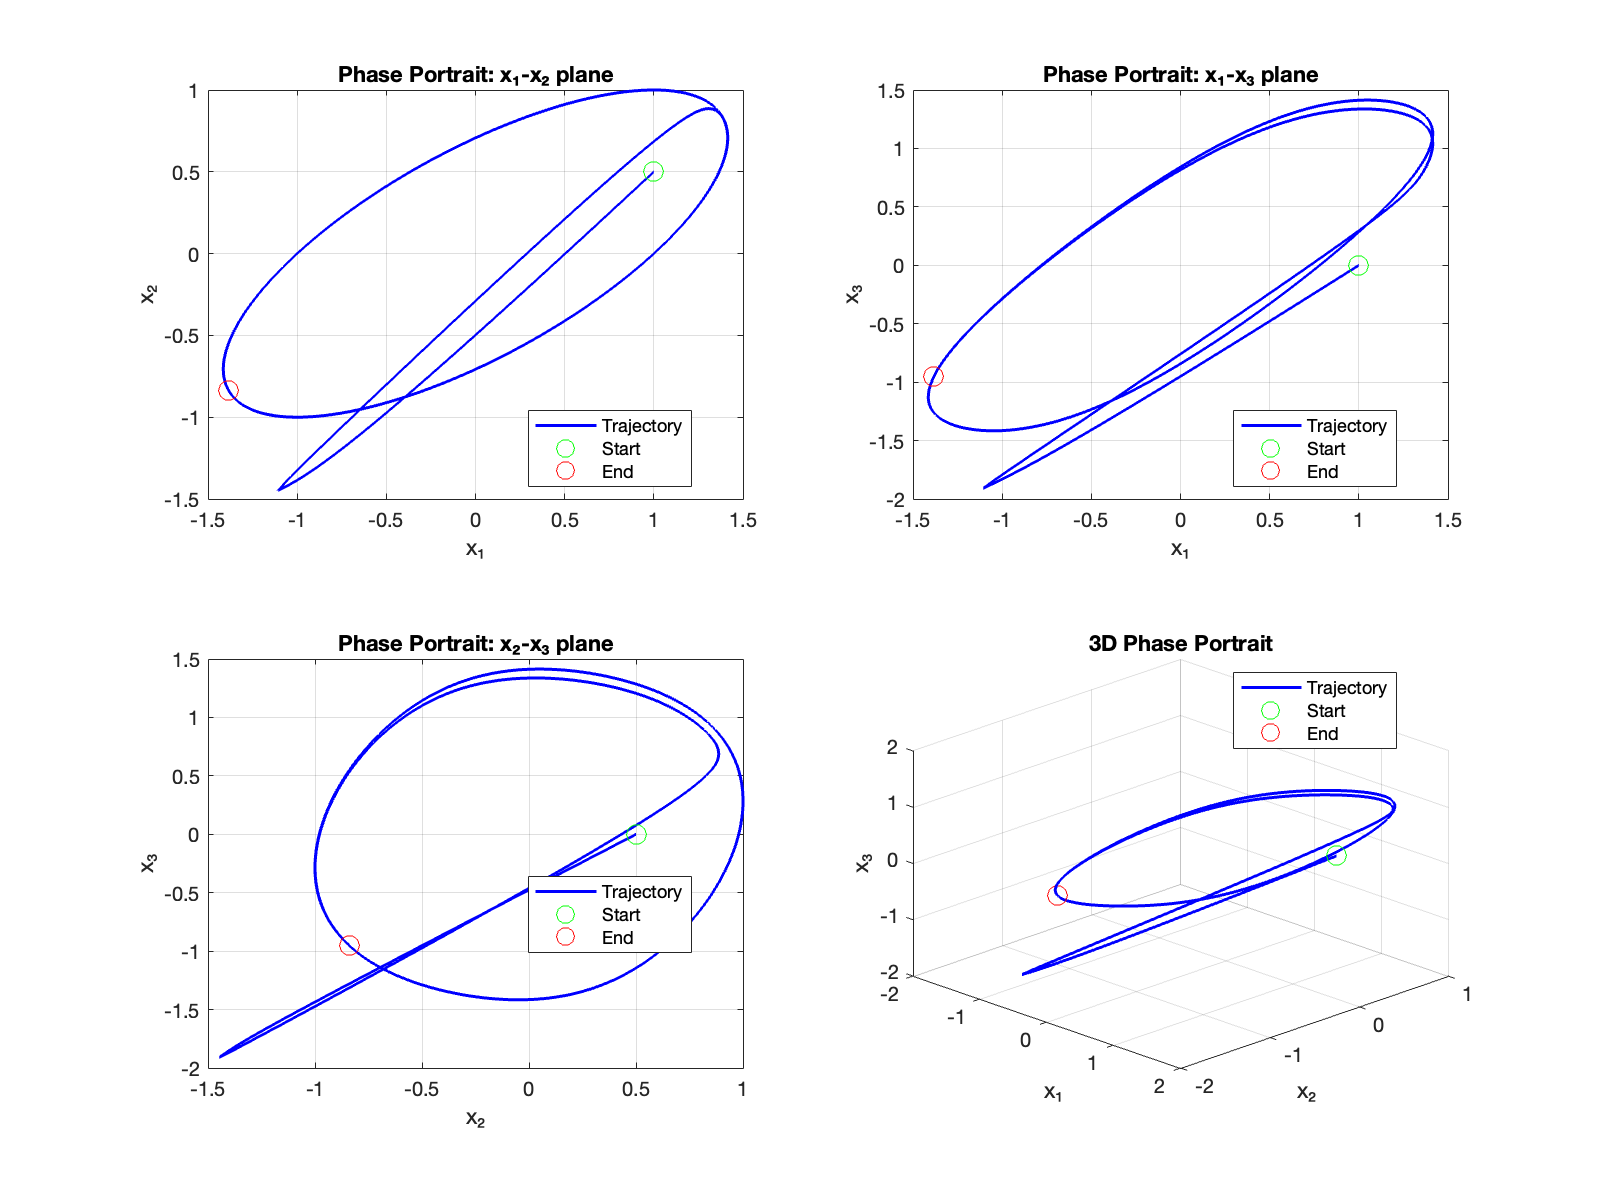 Phase Portrait: x₁-x₂ plane
1
0.5
0
-0.5
-1
-1.5
x₂
-1.5 -1 -0.5 0 0.5 1 1.5
x₁
Trajectory
Start
End
Phase Portrait: x₁-x₃ plane
1.5
1
0.5
0
-0.5
-1
-1.5
-2
x₃
-1.5 -1 -0.5 0 0.5 1 1.5
x₁
Trajectory
Start
End
Phase Portrait: x₂-x₃ plane
1.5
1
0.5
0
-0.5
-1
-1.5
-2
x₃
-1.5 -1 -0.5 0 0.5 1
x₂
Trajectory
Start
End
3D Phase Portrait
Trajectory
Start
End
2
1
0
-1
-2
x₃
-2 -1 0 1 2
x₁
-2 -1 0 1
x₂